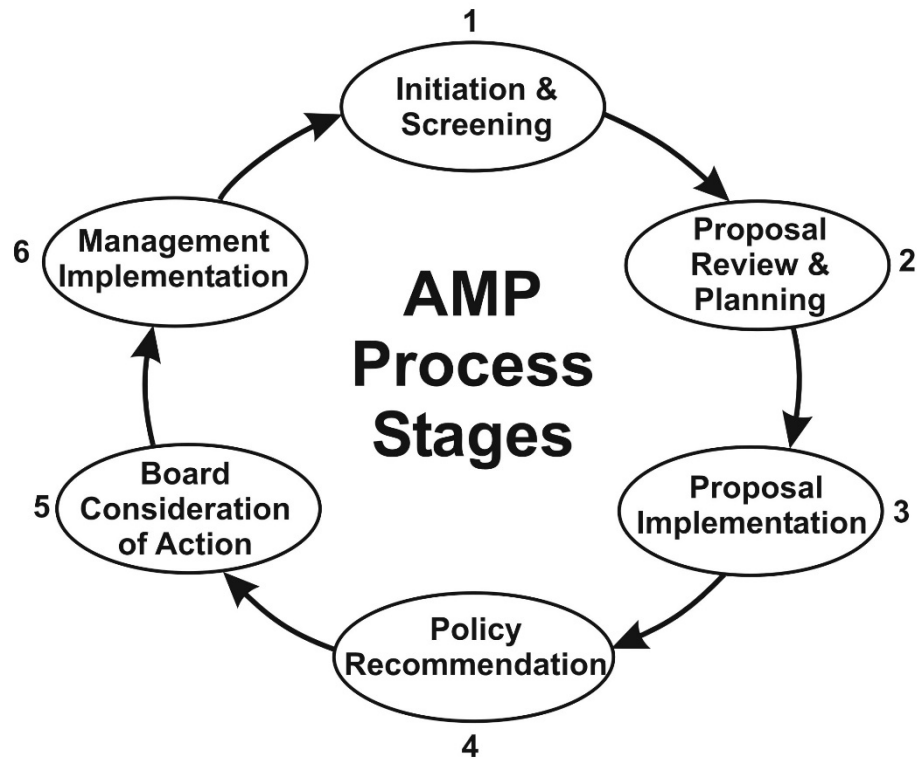 AMP
Process
Stages
1
Initiation &
Screening
2
Proposal
Review &
Planning
3
Proposal
Implementation
4
Policy
Recommendation
5
Board
Consideration
of Action
6
Management
Implementation